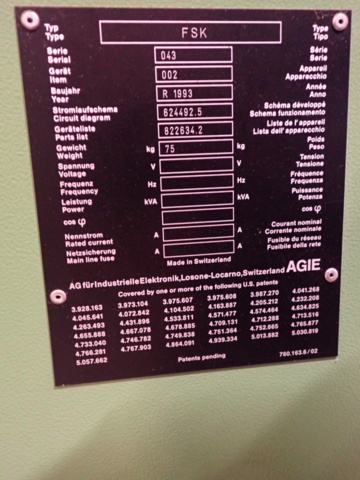 Typ Type FSK Type Tipo
Serie Serial 043 Série Serie
Gerät Item 002 Appareil Apparecchio
Baujahr Year R 1993 Année Anno
Stromlaufschema Circuit diagram 624492.5 Schéma développé Schema funzionamento
Geräteliste Parts list 822634.2 Liste de l'appareil Lista dell'apparecchio
Gewicht Weight kg 75 kg Poids Peso
Spannung Voltage V V Tension Tensione
Frequenz Frequency Hz Hz Fréquence Frequenza
Leistung Power kVA kVA Puissance Potenza
cos φ cos φ
Nennstrom Rated current A A Courant nominal Corrente nominale
Netzsicherung Main line fuse A A Fusible du réseau Fusibile della rete
Made in Switzerland
AG für Industrielle Elektronik, Losone-Locarno, Switzerland AGIE
Covered by one or more of the following U.S. patents
3.928.163 3.973.104 3.975.607 3.975.608 3.987.270 4.041.268
4.045.641 4.072.842 4.104.502 4.163.887 4.205.212 4.232.208
4.263.493 4.431.896 4.533.811 4.571.477 4.574.464 4.634.825
4.655.888 4.667.078 4.678.885 4.709.131 4.712.288 4.713.516
4.733.040 4.746.782 4.749.838 4.751.364 4.752.665 4.765.877
4.766.281 4.767.903 4.864.091 4.939.334 5.013.882 5.030.819
5.057.662
Patents pending 760.163.6/02